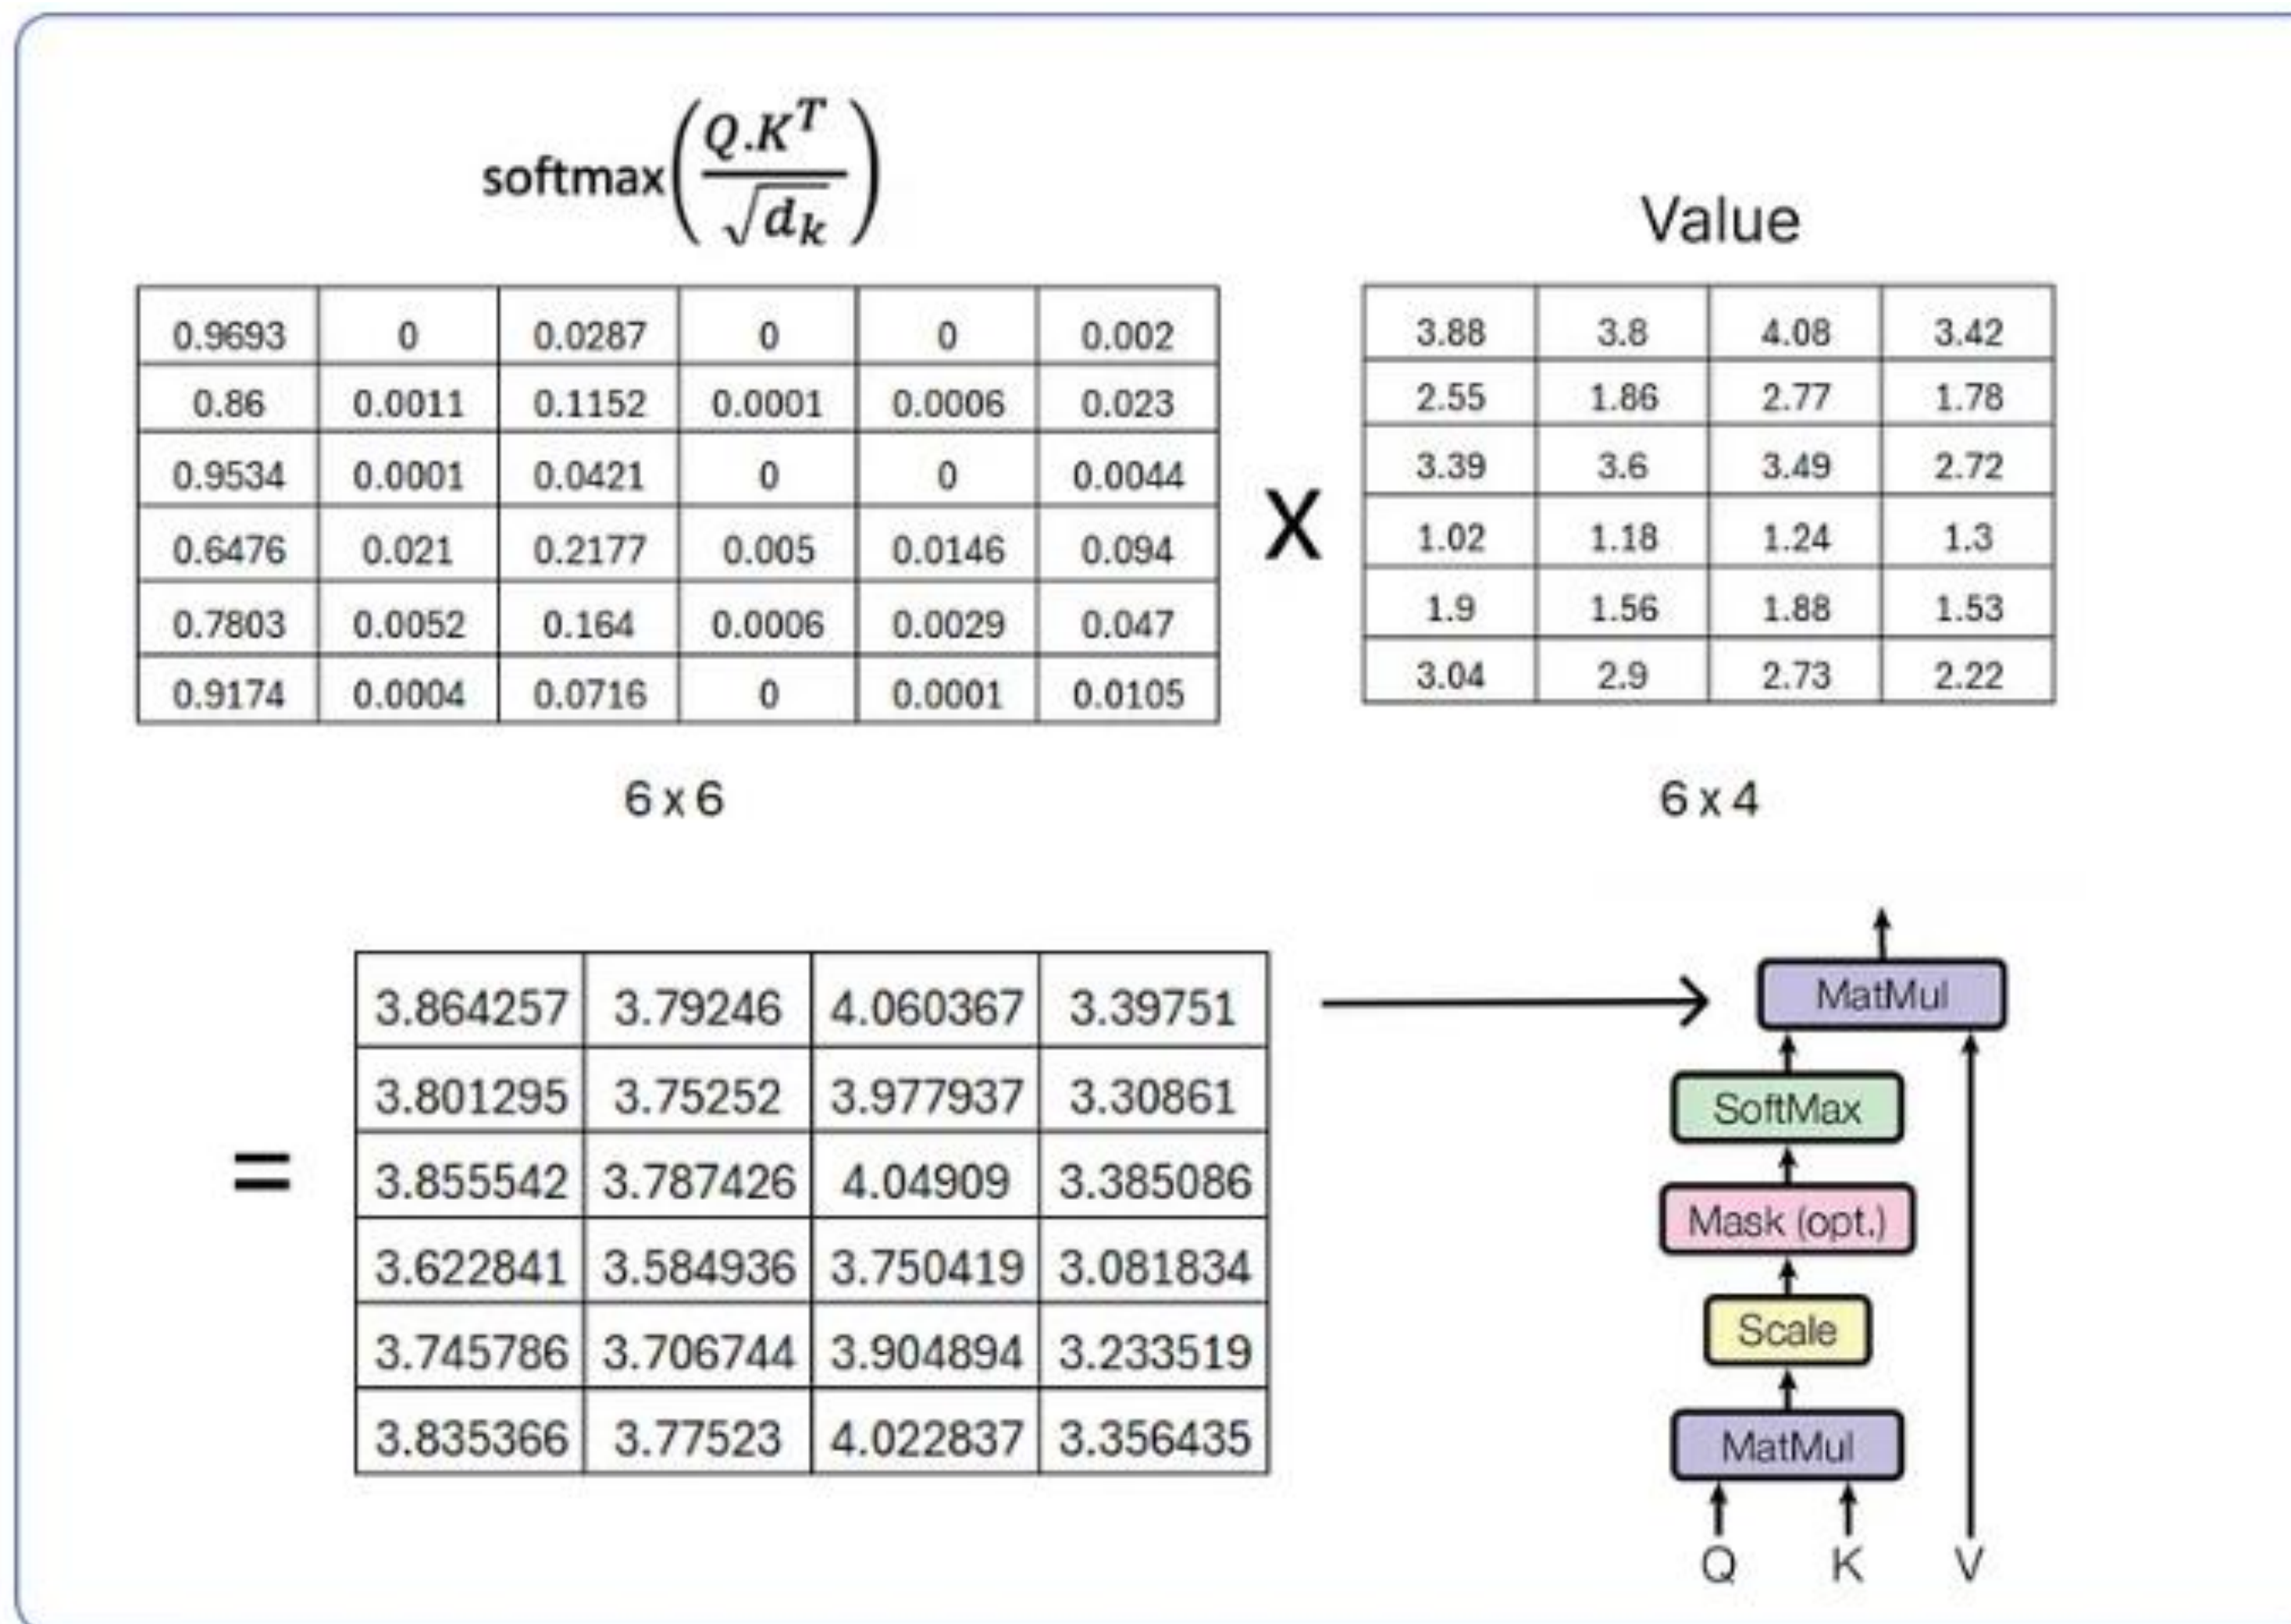 softmax(Q.K^T / √d_k)
Value
0.9693 0 0.0287 0 0 0.002
0.86 0.0011 0.1152 0.0001 0.0006 0.023
0.9534 0.0001 0.0421 0 0 0.0044
0.6476 0.021 0.2177 0.005 0.0146 0.094
0.7803 0.0052 0.164 0.0006 0.0029 0.047
0.9174 0.0004 0.0716 0 0.0001 0.0105
6 x 6
X
3.88 3.8 4.08 3.42
2.55 1.86 2.77 1.78
3.39 3.6 3.49 2.72
1.02 1.18 1.24 1.3
1.9 1.56 1.88 1.53
3.04 2.9 2.73 2.22
6 x 4
=
3.864257 3.79246 4.060367 3.39751
3.801295 3.75252 3.977937 3.30861
3.855542 3.787426 4.04909 3.385086
3.622841 3.584936 3.750419 3.081834
3.745786 3.706744 3.904894 3.233519
3.835366 3.77523 4.022837 3.356435
MatMul
SoftMax
Mask (opt.)
Scale
MatMul
Q K V